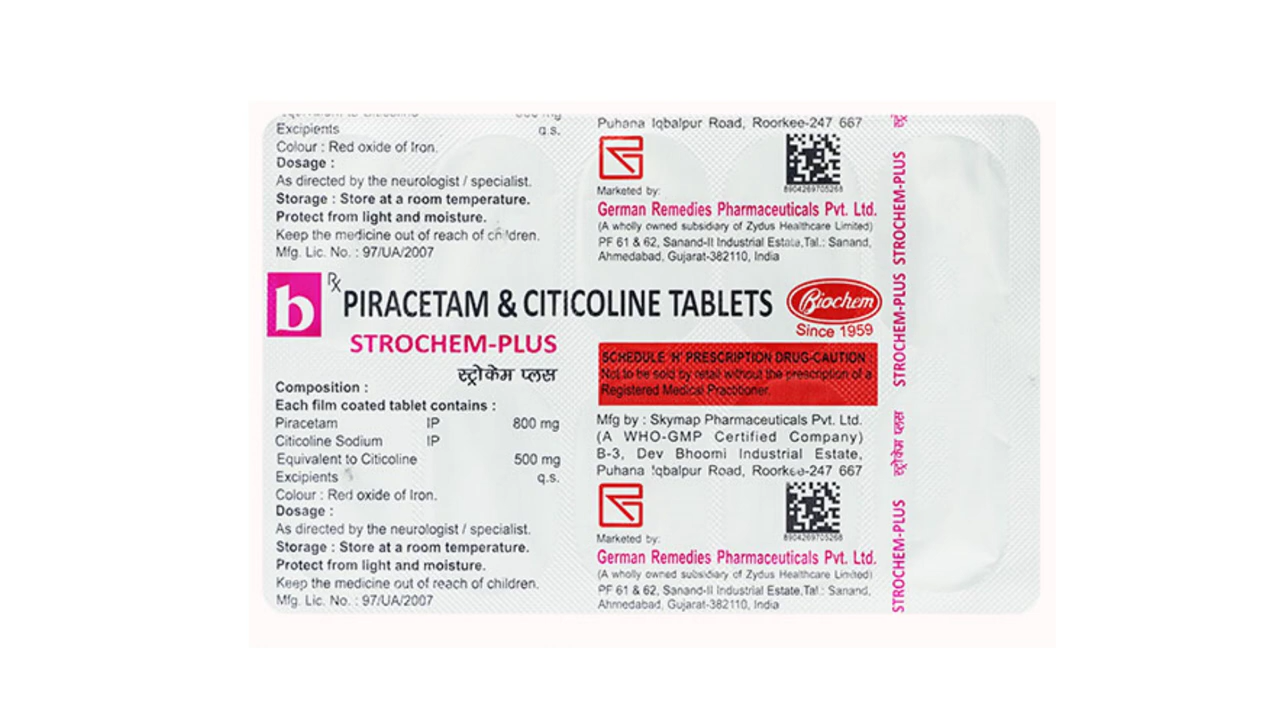 Excipients q.s.
Colour : Red oxide of Iron.
Dosage :
As directed by the neurologist / specialist.
Storage : Store at a room temperature.
Protect from light and moisture.
Keep the medicine out of reach of children.
Mfg. Lic. No. : 97/UA/2007
Puhana Iqbalpur Road, Roorkee-247 667
8904269705268
Marketed by:
German Remedies Pharmaceuticals Pvt. Ltd.
(A wholly owned subsidiary of Zydus Healthcare Limited)
PF 61 & 62, Sanand-II Industrial Estate,Tal.: Sanand,
Ahmedabad, Gujarat-382110, India
b
Rx
PIRACETAM & CITICOLINE TABLETS
Biochem
Since 1959
STROCHEM-PLUS
स्ट्रोकेम प्लस
Composition :
Each film coated tablet contains :
Piracetam IP 800 mg
Citicoline Sodium IP
Equivalent to Citicoline 500 mg
Excipients q.s.
Colour : Red oxide of Iron.
Dosage :
As directed by the neurologist / specialist.
Storage : Store at a room temperature.
Protect from light and moisture.
Keep the medicine out of reach of children.
Mfg. Lic. No. : 97/UA/2007
SCHEDULE 'H' PRESCRIPTION DRUG-CAUTION
Not to be sold by retail without the prescription of a
Registered Medical Practitioner.
Mfg by : Skymap Pharmaceuticals Pvt. Ltd.
(A WHO-GMP Certified Company)
B-3, Dev Bhoomi Industrial Estate,
Puhana Iqbalpur Road, Roorkee-247 667
8904269705268
Marketed by:
German Remedies Pharmaceuticals Pvt. Ltd.
(A wholly owned subsidiary of Zydus Healthcare Limited)
PF 61 & 62, Sanand-II Industrial Estate,Tal.: Sanand,
Ahmedabad, Gujarat-382110, India
STROCHEM-PLUS
स्ट्रोकेम प्लस
STROCHEM-PLUS STROCHEM-PLUS